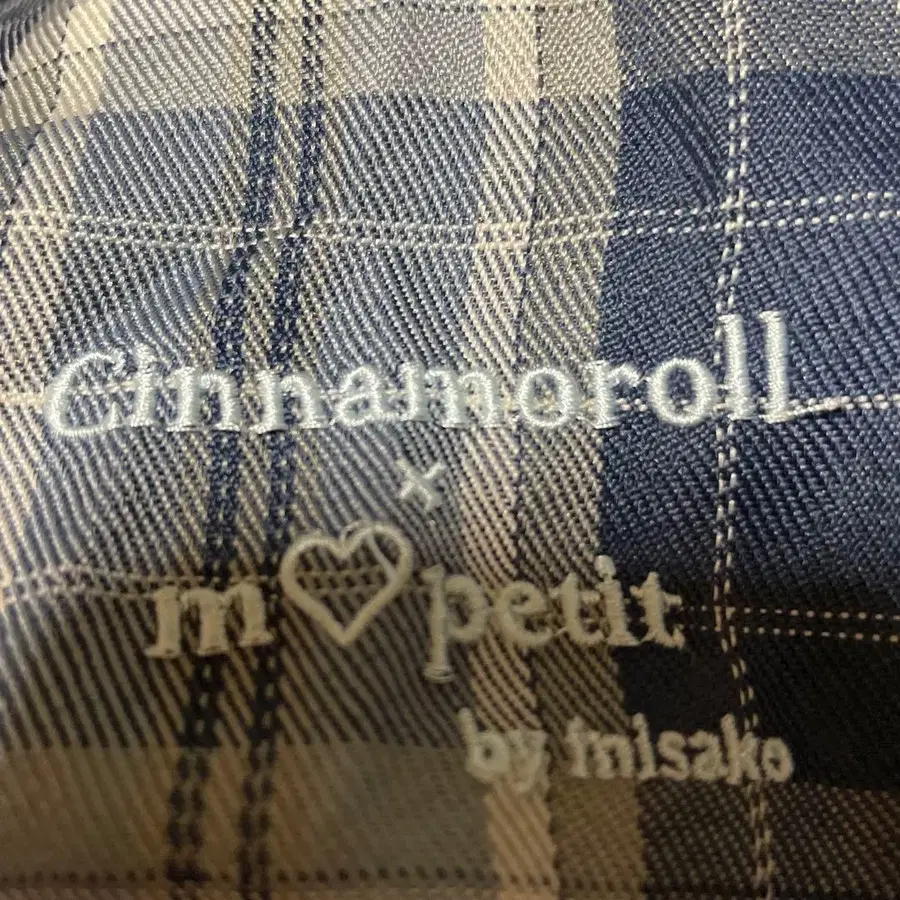 Cinnamoroll
×
m♡petit
by misako